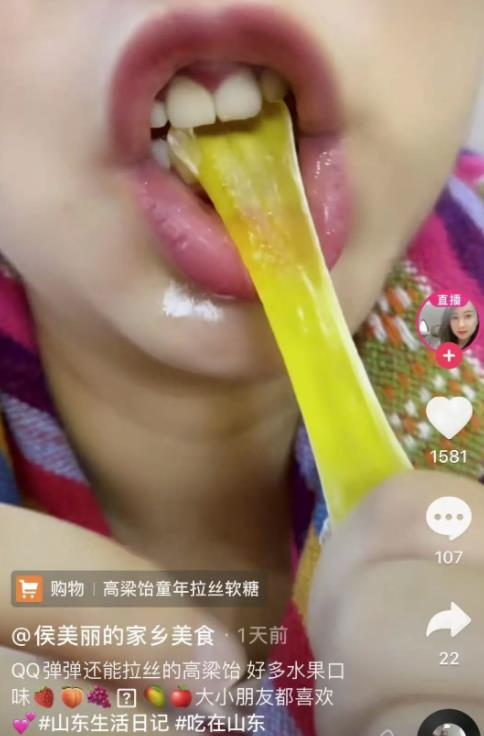 直播
1581
107
22
购物 | 高粱饴童年拉丝软糖
@侯美丽的家乡美食 · 1天前
QQ弹弹还能拉丝的高粱饴 好多水果口
味🍓🍑🍇?🥭🍎大小朋友都喜欢
💕#山东生活日记 #吃在山东